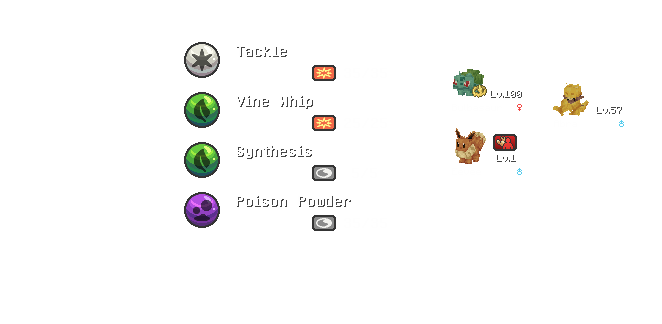 Tackle
Vine Whip
Synthesis
Poison Powder
Lv.100
Lv.57
Lv.1